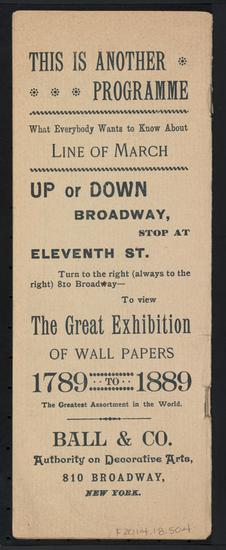 THIS IS ANOTHER
PROGRAMME
What Everybody Wants to Know About
LINE OF MARCH
UP or DOWN
BROADWAY,
STOP AT
ELEVENTH ST.
Turn to the right (always to the
right) 810 Broadway—
To view
The Great Exhibition
OF WALL PAPERS
1789 TO 1889
The Greatest Assortment in the World.
BALL & CO.
Authority on Decorative Arts,
810 BROADWAY,
NEW YORK.
F2014.18.504